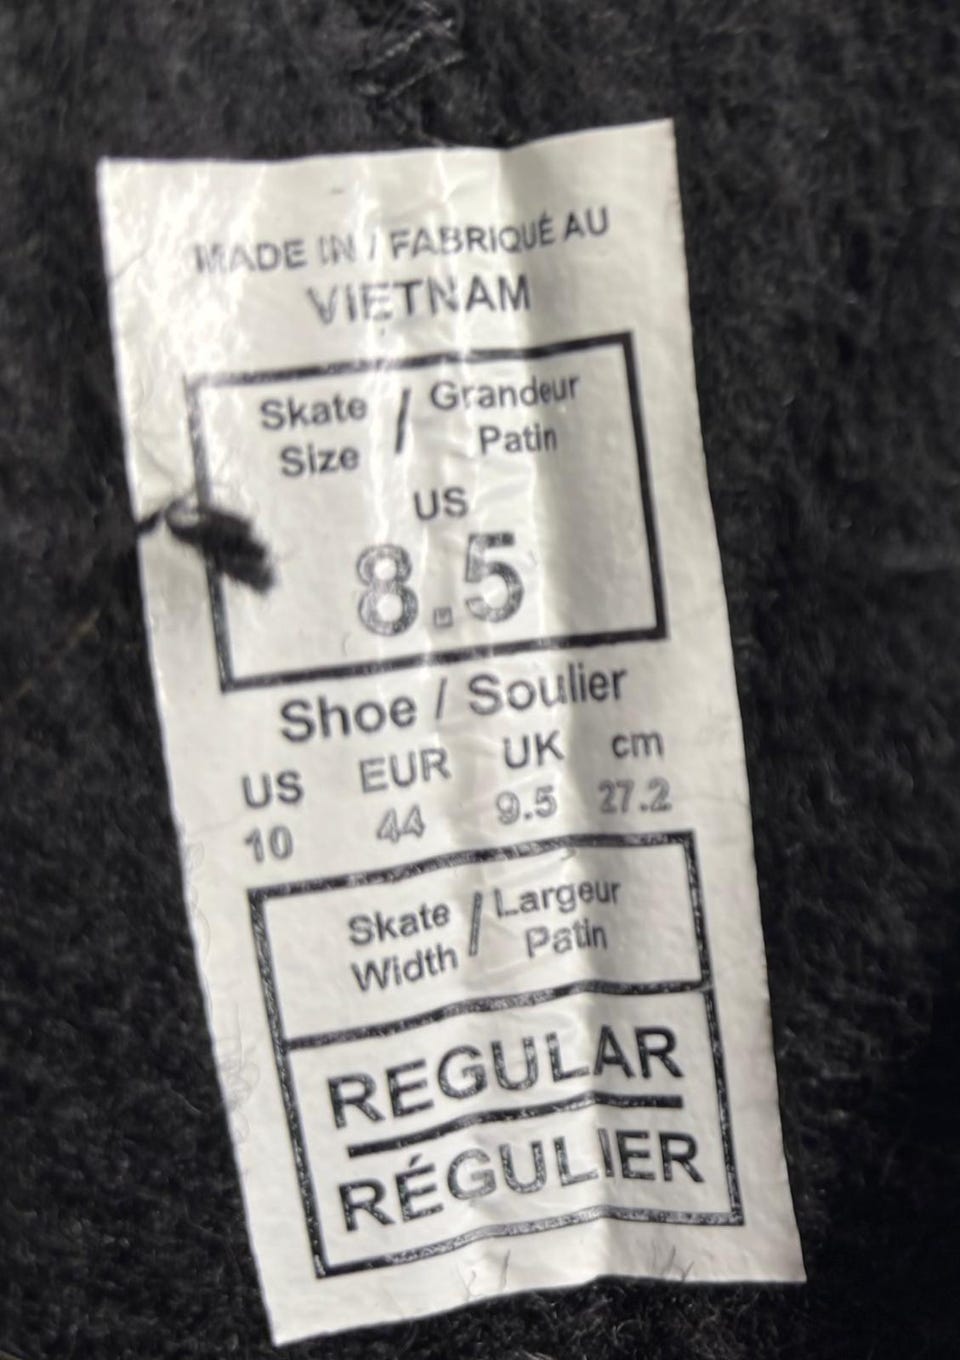 MADE IN / FABRIQUÉ AU
VIETNAM
Skate Size / Grandeur Patin
US
8.5
Shoe / Soulier
US EUR UK cm
10 44 9.5 27.2
Skate Width / Largeur Patin
REGULAR
RÉGULIER